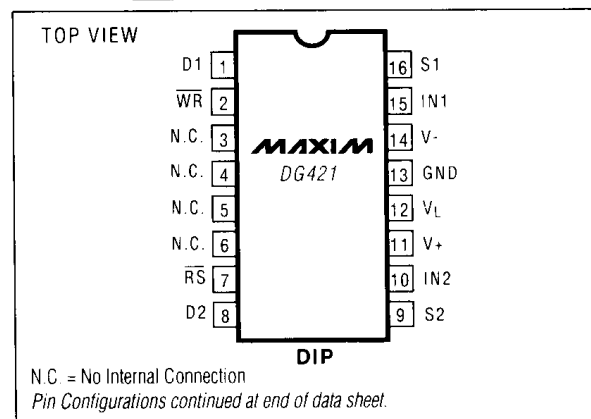 TOP VIEW
D1 1
W̅R̅ 2
N.C. 3
N.C. 4
N.C. 5
N.C. 6
R̅S̅ 7
D2 8
MAXIM
DG421
16 S1
15 IN1
14 V-
13 GND
12 VL
11 V+
10 IN2
9 S2
DIP
N.C. = No Internal Connection
Pin Configurations continued at end of data sheet.